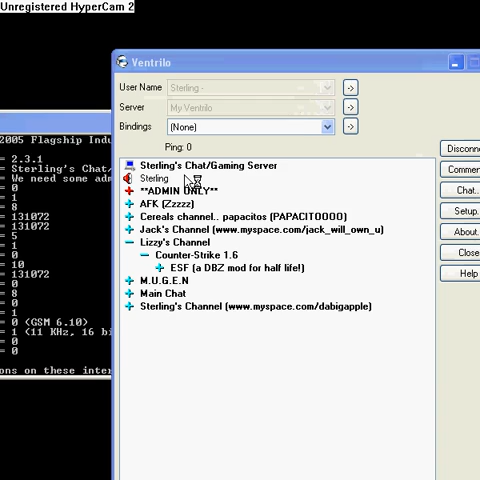 Unregistered HyperCam 2
Ventrilo
User Name
Sterling -
->
Server
My Ventrilo
->
Bindings
(None)
->
Ping: 0
Sterling's Chat/Gaming Server
Sterling
**ADMIN ONLY**
AFK (Zzzzz)
Cereals channel.. papacitos (PAPACITOOOO)
Jack's Channel (www.myspace.com/jack_will_own_u)
Lizzy's Channel
Counter-Strike 1.6
ESF (a DBZ mod for half life!)
M.U.G.E.N
Main Chat
Sterling's Channel (www.myspace.com/dabigapple)
Disconn
Commen
Chat..
Setup.
About.
Close
Help
2005 Flagship Indu
= 2.3.1
= Sterling's Chat/
= We need some adm
= 0
= 1
= 8
= 131072
= 131072
= 5
= 1
= 0
= 10
= 131072
= 0
= 8
= 0
= 1
= 0 (GSM 6.10)
= 1 (11 KHz, 16 bi
= 0
= 0
ons on these inter